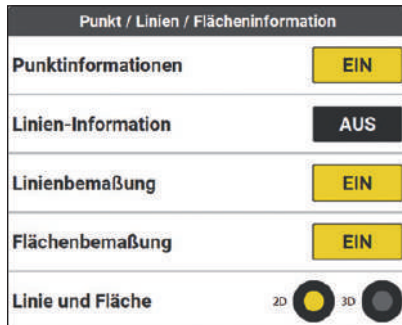 Punkt / Linien / Flächeninformation
Punktinformationen EIN
Linien-Information AUS
Linienbemaßung EIN
Flächenbemaßung EIN
Linie und Fläche 2D 3D